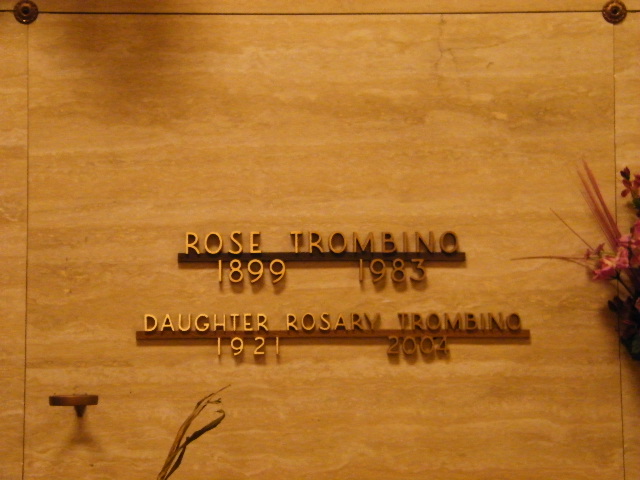 ROSE TROMBINO
1899 1983
DAUGHTER ROSARY TROMBINO
1921 2004